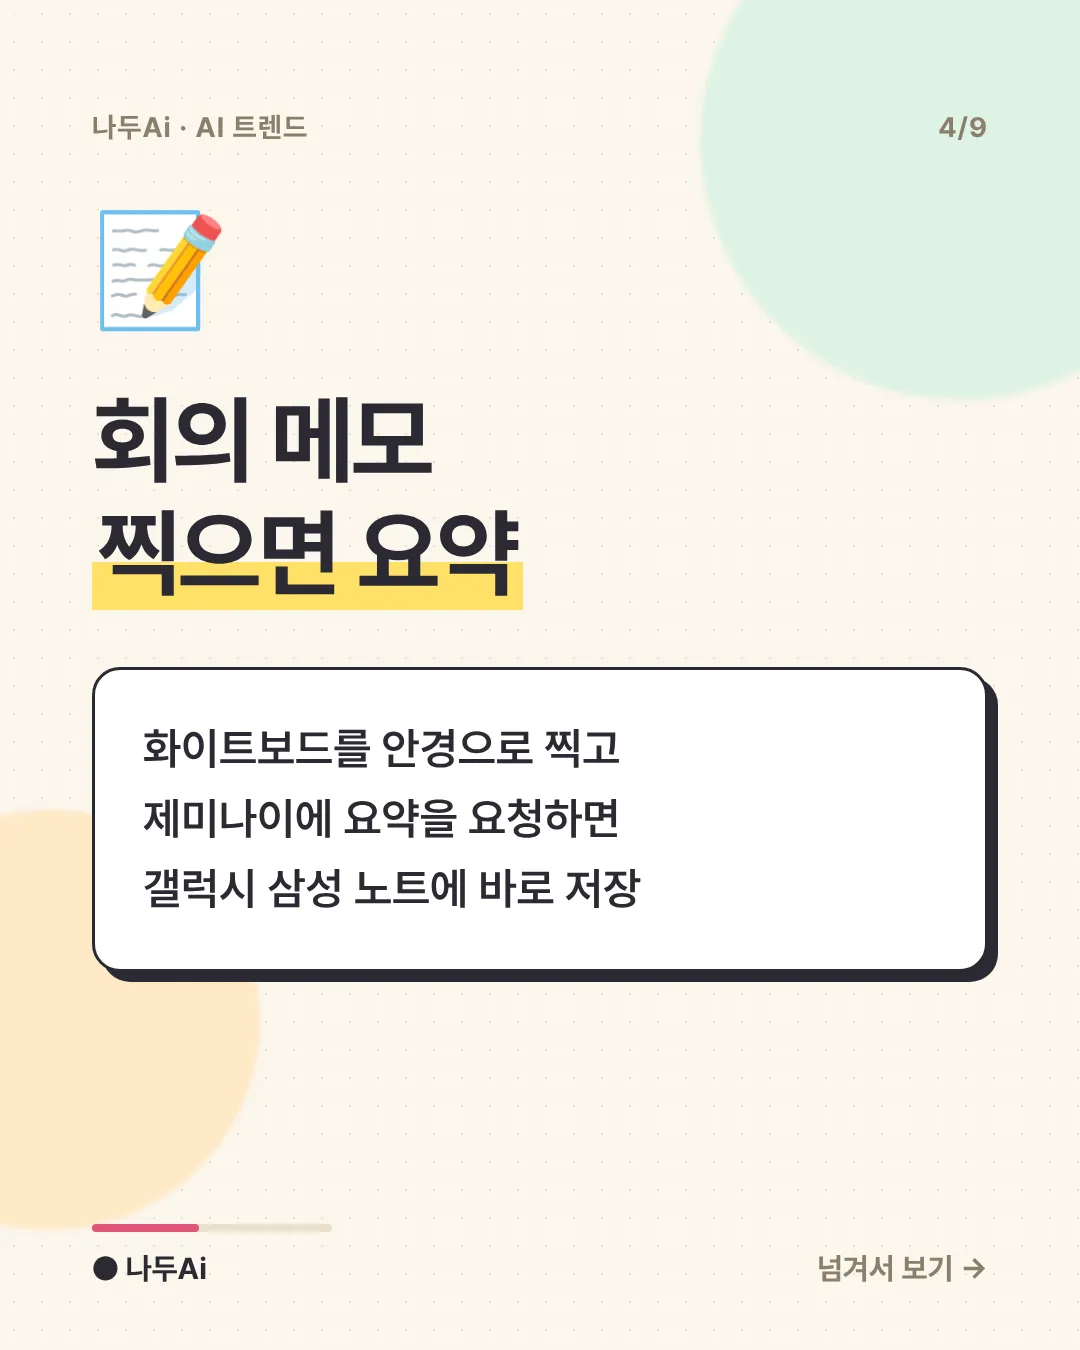 나두Ai · AI 트렌드
4/9
회의 메모
찍으면 요약
화이트보드를 안경으로 찍고
제미나이에 요약을 요청하면
갤럭시 삼성 노트에 바로 저장
나두Ai
넘겨서 보기 →